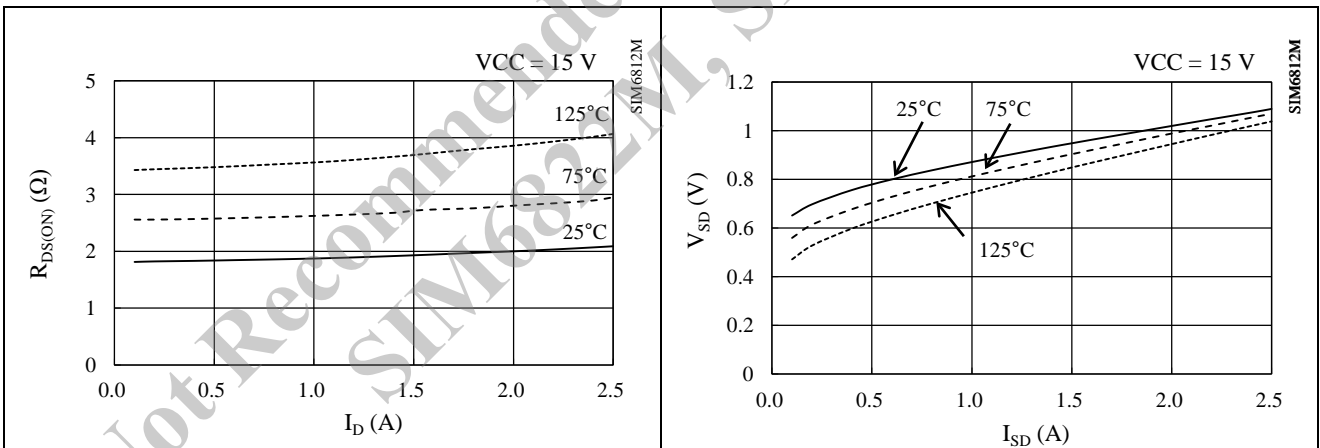 Not Recommende
SIM6822M, S
VCC = 15 V
SIM6812M
5
4
3
2
1
0
125°C
75°C
25°C
0.0 0.5 1.0 1.5 2.0 2.5
R_DS(ON) (Ω)
I_D (A)
VCC = 15 V
SIM6812M
1.2
1
0.8
0.6
0.4
0.2
0
25°C 75°C
125°C
0.0 0.5 1.0 1.5 2.0 2.5
V_SD (V)
I_SD (A)